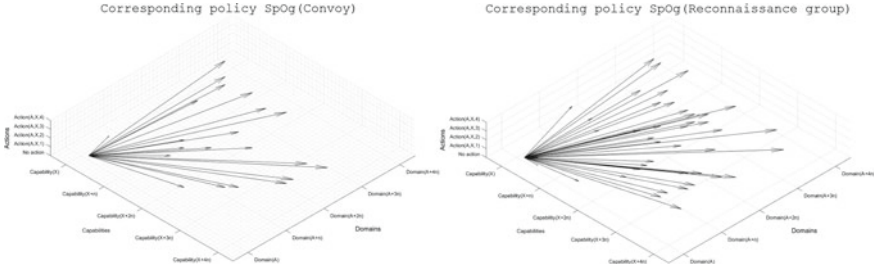 Corresponding policy SpOg(Convoy)
Actions
Action(A,X,4)
Action(A,X,3)
Action(A,X,2)
Action(A,X,1)
No action
Capability(X)
Capability(X+n)
Capability(X+2n)
Capability(X+3n)
Capability(X+4n)
Capabilities
Domain(A)
Domain(A+n)
Domain(A+2n)
Domain(A+3n)
Domain(A+4n)
Domains
Corresponding policy SpOg(Reconnaissance group)
Actions
Action(A,X,4)
Action(A,X,3)
Action(A,X,2)
Action(A,X,1)
No action
Capability(X)
Capability(X+n)
Capability(X+2n)
Capability(X+3n)
Capability(X+4n)
Capabilities
Domain(A)
Domain(A+n)
Domain(A+2n)
Domain(A+3n)
Domain(A+4n)
Domains